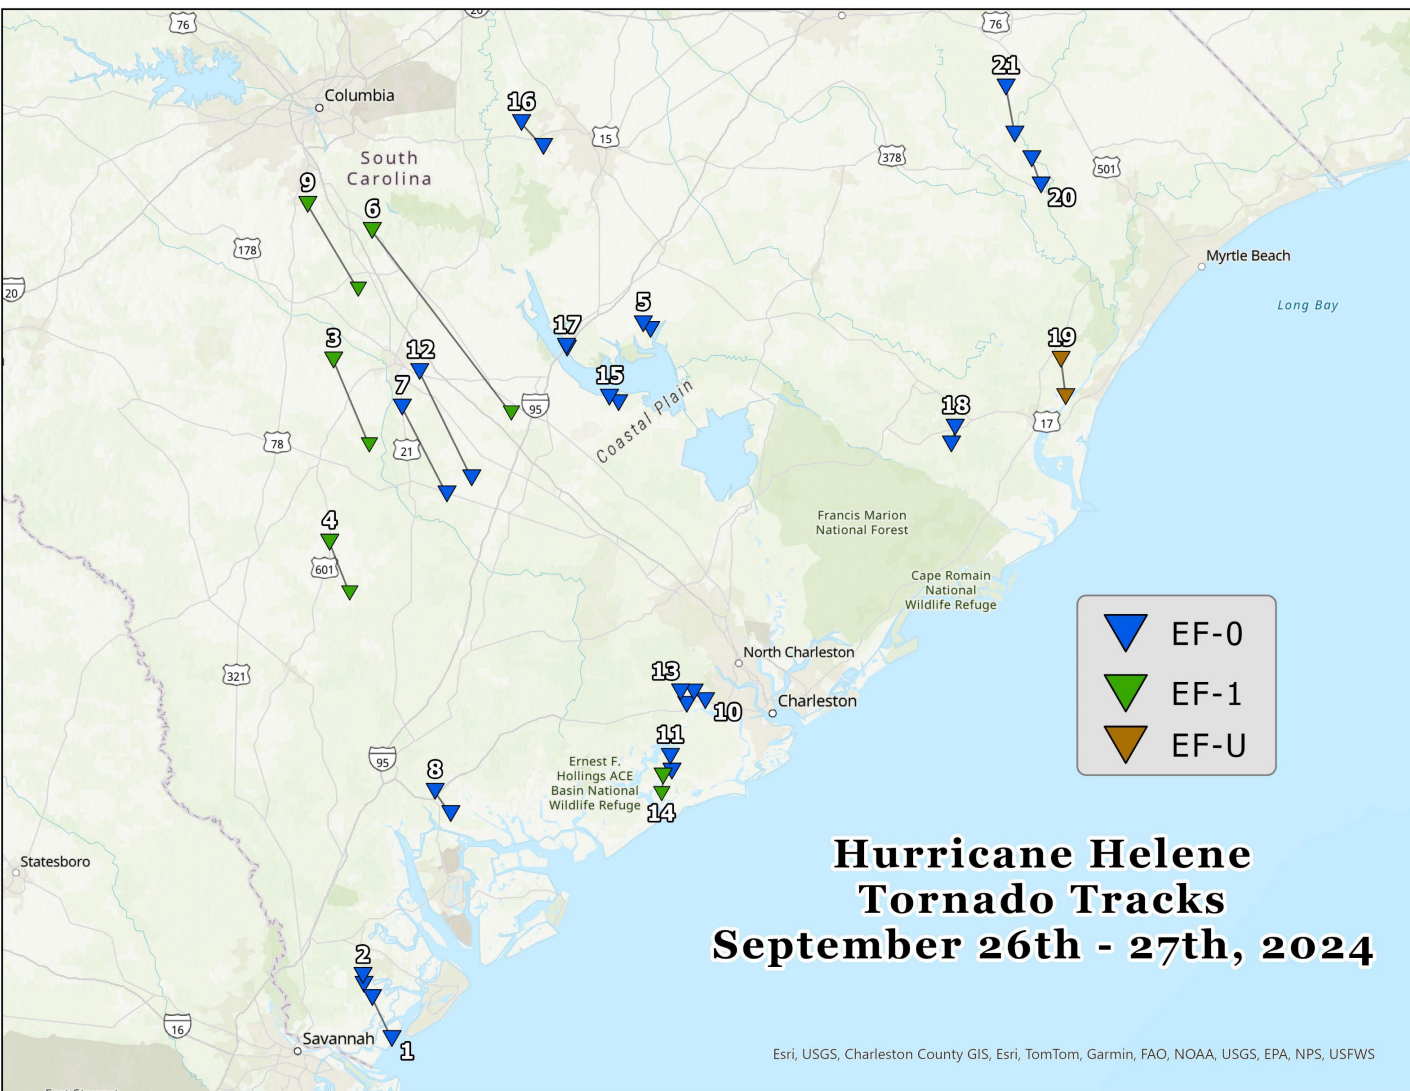 76
20
76
21
Columbia
16
15
378
501
South
Carolina
9
6
20
178
Myrtle Beach
Long Bay
5
17
3
12
19
15
7
95
Coastal Plain
18
17
78
21
4
601
Francis Marion
National Forest
Cape Romain
National
Wildlife Refuge
EF-0
EF-1
EF-U
North Charleston
13
321
Charleston
10
11
95
8
Ernest F.
Hollings ACE
Basin National
Wildlife Refuge
14
Statesboro
Hurricane Helene
Tornado Tracks
September 26th - 27th, 2024
2
16
Savannah
1
Esri, USGS, Charleston County GIS, Esri, TomTom, Garmin, FAO, NOAA, USGS, EPA, NPS, USFWS